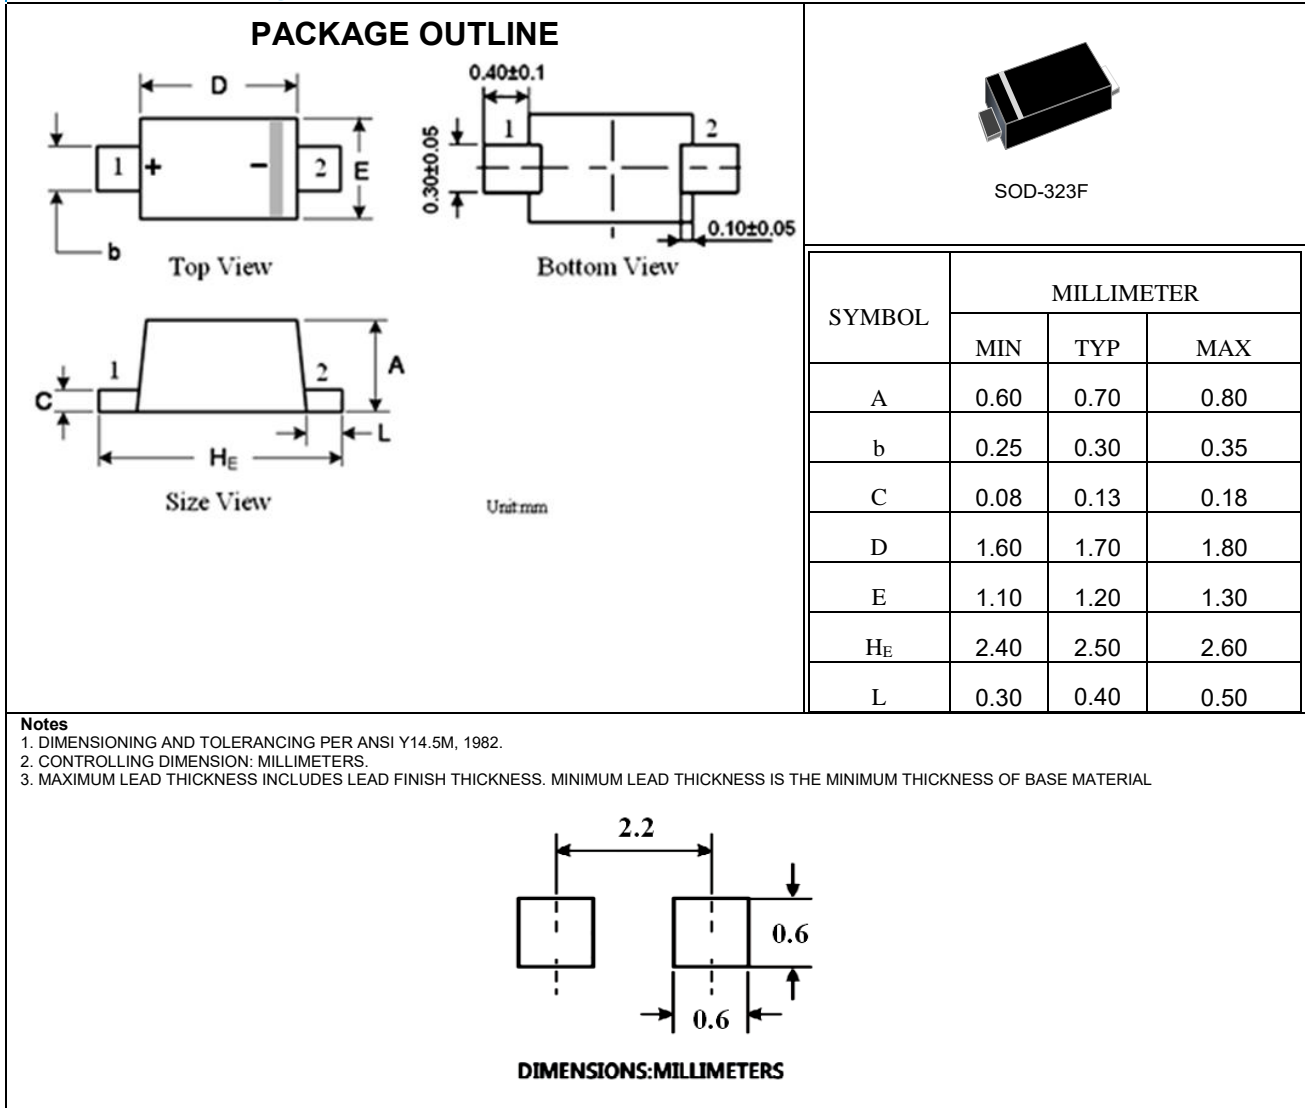 PACKAGE OUTLINE
D
1 + − 2
E
b
Top View
0.40±0.1
1 2
0.30±0.05
0.10±0.05
Bottom View
1 2
A
C
L
HE
Size View
Unit:mm
SOD-323F
SYMBOL MILLIMETER
MIN TYP MAX
A 0.60 0.70 0.80
b 0.25 0.30 0.35
C 0.08 0.13 0.18
D 1.60 1.70 1.80
E 1.10 1.20 1.30
HE 2.40 2.50 2.60
L 0.30 0.40 0.50
Notes
1. DIMENSIONING AND TOLERANCING PER ANSI Y14.5M, 1982.
2. CONTROLLING DIMENSION: MILLIMETERS.
3. MAXIMUM LEAD THICKNESS INCLUDES LEAD FINISH THICKNESS. MINIMUM LEAD THICKNESS IS THE MINIMUM THICKNESS OF BASE MATERIAL
2.2
0.6
0.6
DIMENSIONS:MILLIMETERS